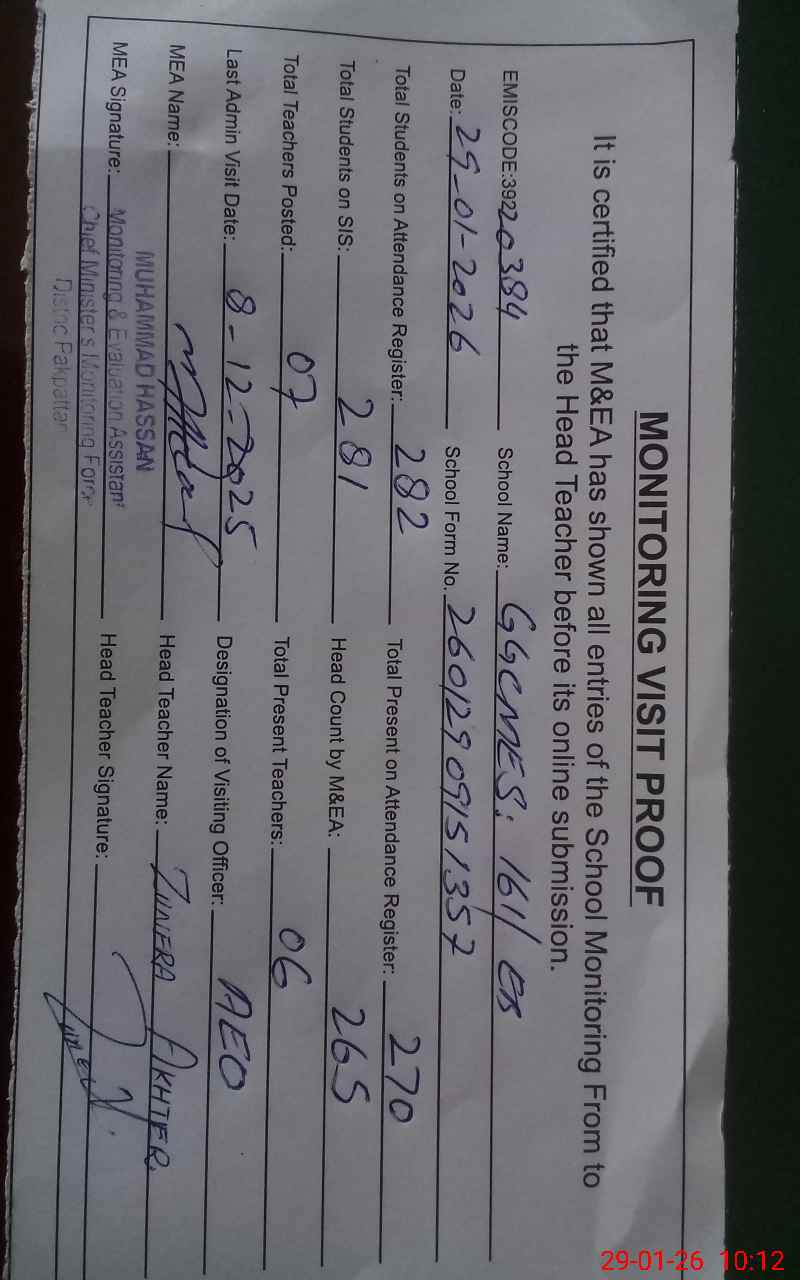 MONITORING VISIT PROOF
It is certified that M&EA has shown all entries of the School Monitoring From to
the Head Teacher before its online submission.
EMISCODE:39220384 School Name: GGCMES: 161/EB
Date: 29-01-2026 School Form No. 26012909151357
Total Students on Attendance Register: 282 Total Present on Attendance Register: 270
Total Students on SIS: 281 Head Count by M&EA: 265
Total Teachers Posted: 07 Total Present Teachers: 06
Last Admin Visit Date: 8-12-2025 Designation of Visiting Officer: AEO
MEA Name: Head Teacher Name: ZUNERA AKHTER.
MEA Signature: Head Teacher Signature:
MUHAMMAD HASSAN
Monitoring & Evaluation Assistant
Chief Minister's Monitoring Force
District Pakpattan
29-01-26 10:12